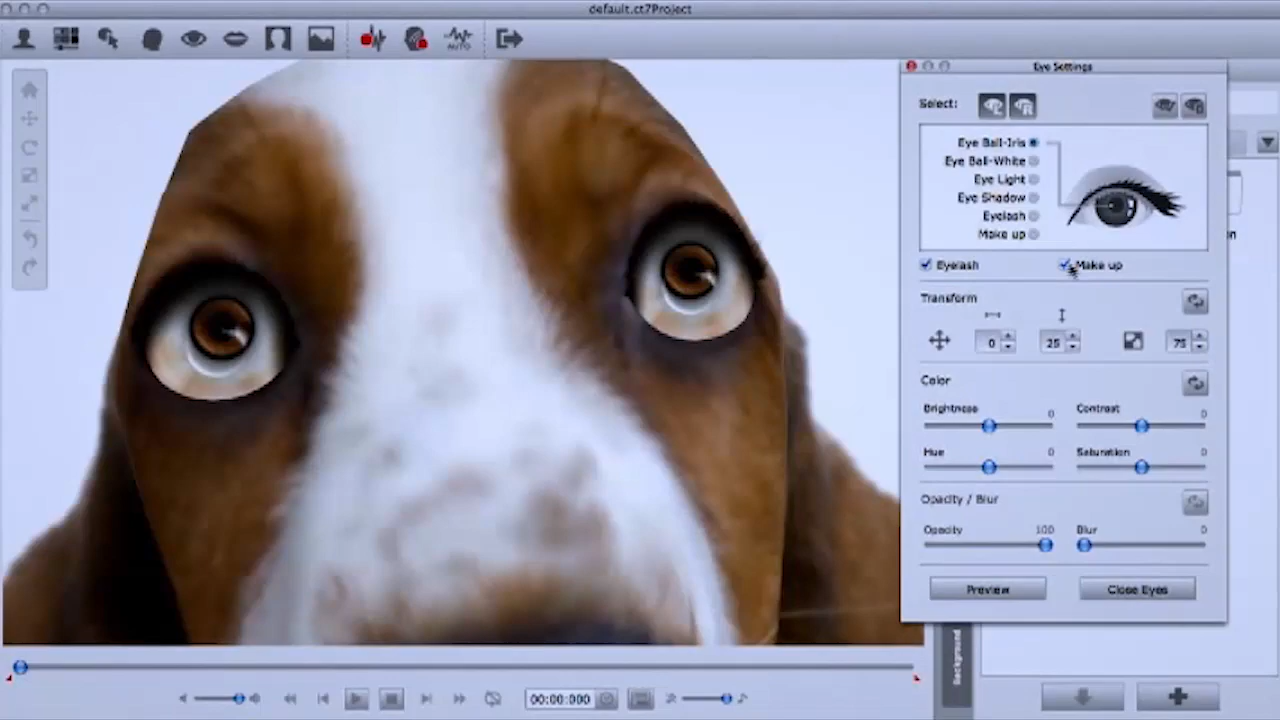 default.ct7Project
AUTO
Eye Settings
Select:
L R
Eye Ball-Iris
Eye Ball-White
Eye Light
Eye Shadow
Eyelash
Make up
Eyelash Make up
Transform
0 25 75
Color
Brightness 0 Contrast 0
Hue 0 Saturation 0
Opacity / Blur
Opacity 100 Blur 0
Preview Close Eyes
Background
00:00:000